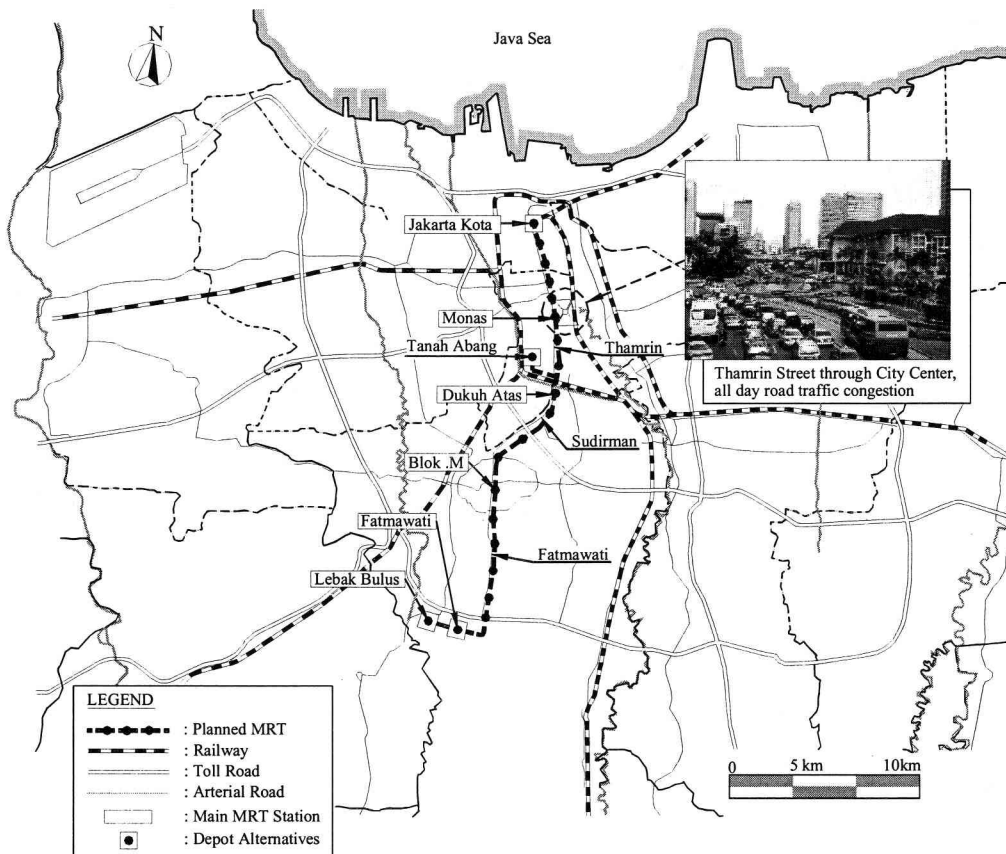 Java Sea
N
Jakarta Kota
Monas
Tanah Abang
Thamrin
Thamrin Street through City Center,
all day road traffic congestion
Dukuh Atas
Sudirman
Blok .M
Fatmawati
Fatmawati
Lebak Bulus
LEGEND
: Planned MRT
: Railway
: Toll Road
: Arterial Road
: Main MRT Station
: Depot Alternatives
0 5 km 10km